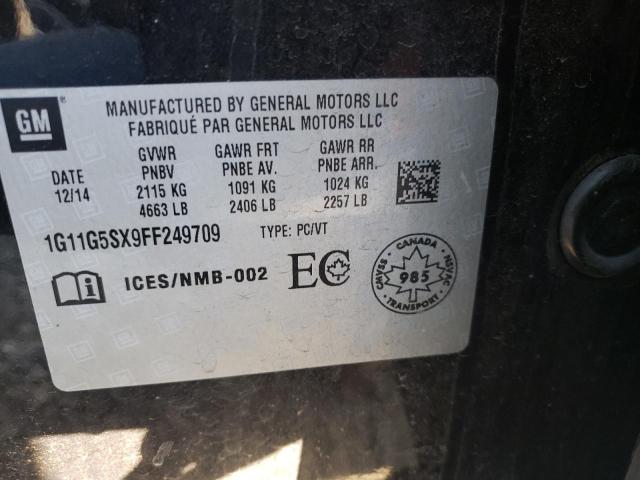 GM ®
MANUFACTURED BY GENERAL MOTORS LLC
FABRIQUÉ PAR GENERAL MOTORS LLC
GVWR GAWR FRT GAWR RR
DATE PNBV PNBE AV. PNBE ARR.
12/14 2115 KG 1091 KG 1024 KG
4663 LB 2406 LB 2257 LB
1G11G5SX9FF249709 TYPE: PC/VT
i ICES/NMB-002 EC
CANADA
CMVSS 985 NSVAC
TRANSPORT